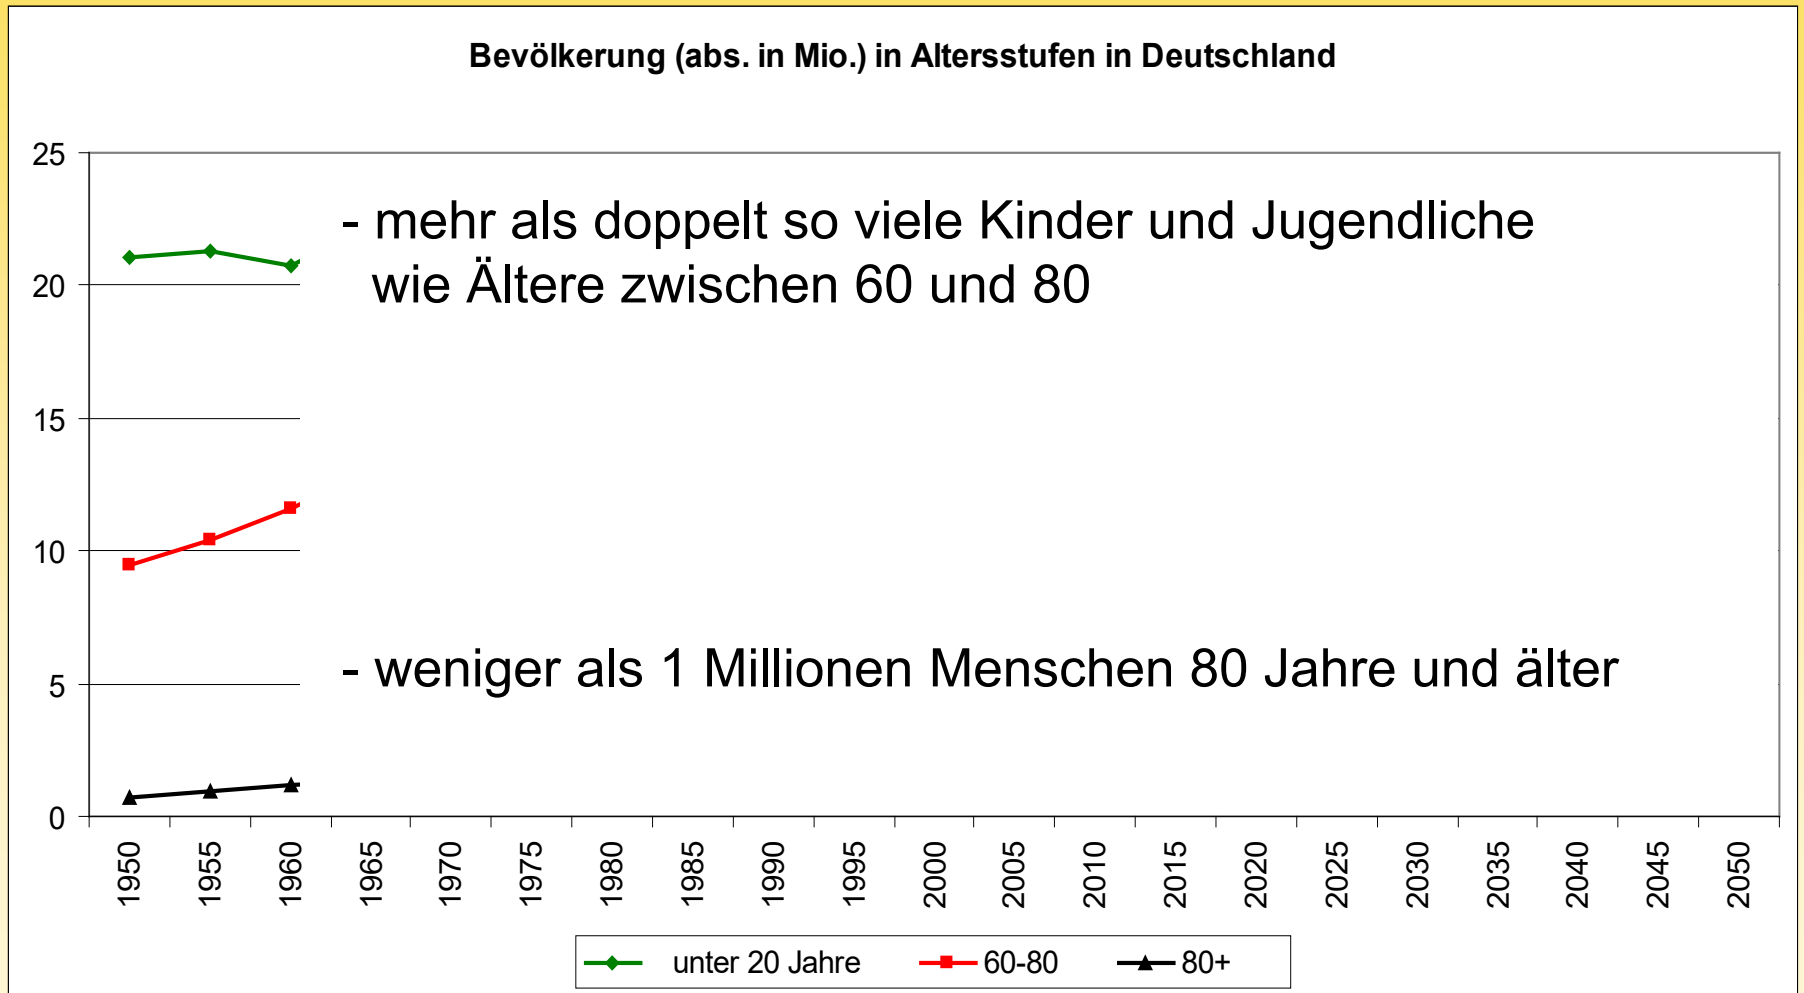 Bevölkerung (abs. in Mio.) in Altersstufen in Deutschland
25
- mehr als doppelt so viele Kinder und Jugendliche
20
wie Ältere zwischen 60 und 80
15
10
5
- weniger als 1 Millionen Menschen 80 Jahre und älter
0
1950 1955 1960 1965 1970 1975 1980 1985 1990 1995 2000 2005 2010 2015 2020 2025 2030 2035 2040 2045 2050
unter 20 Jahre 60-80 80+